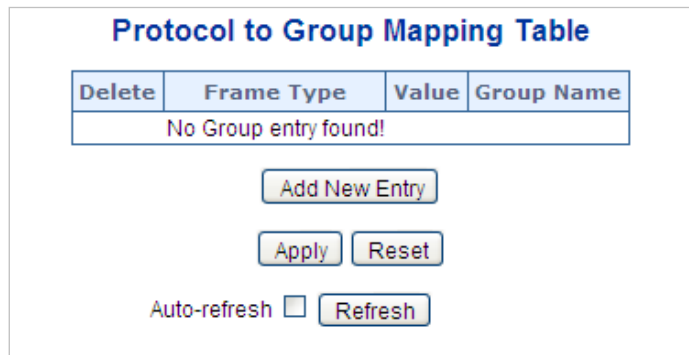 Protocol to Group Mapping Table
Delete Frame Type Value Group Name
No Group entry found!
Add New Entry
Apply Reset
Auto-refresh Refresh